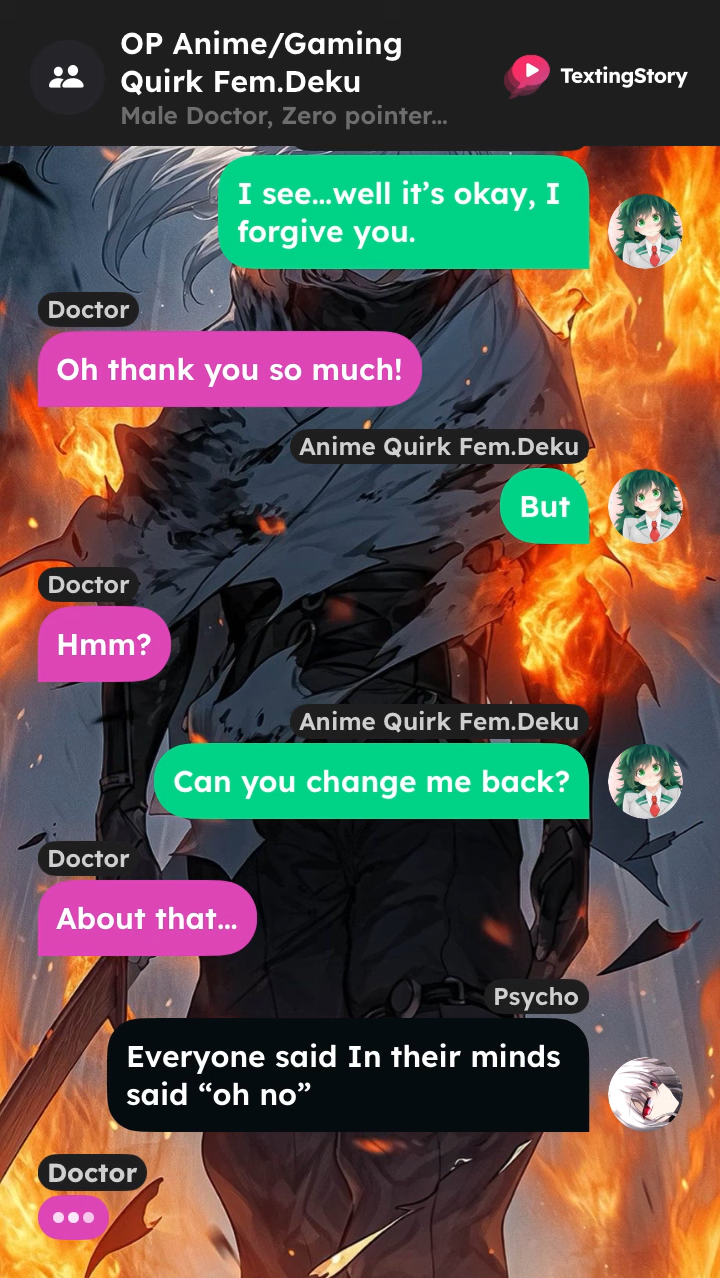 OP Anime/Gaming
Quirk Fem.Deku
Male Doctor, Zero pointer...
TextingStory
I see...well it's okay, I
forgive you.
Doctor
Oh thank you so much!
Anime Quirk Fem.Deku
But
Doctor
Hmm?
Anime Quirk Fem.Deku
Can you change me back?
Doctor
About that...
Psycho
Everyone said In their minds
said “oh no”
Doctor